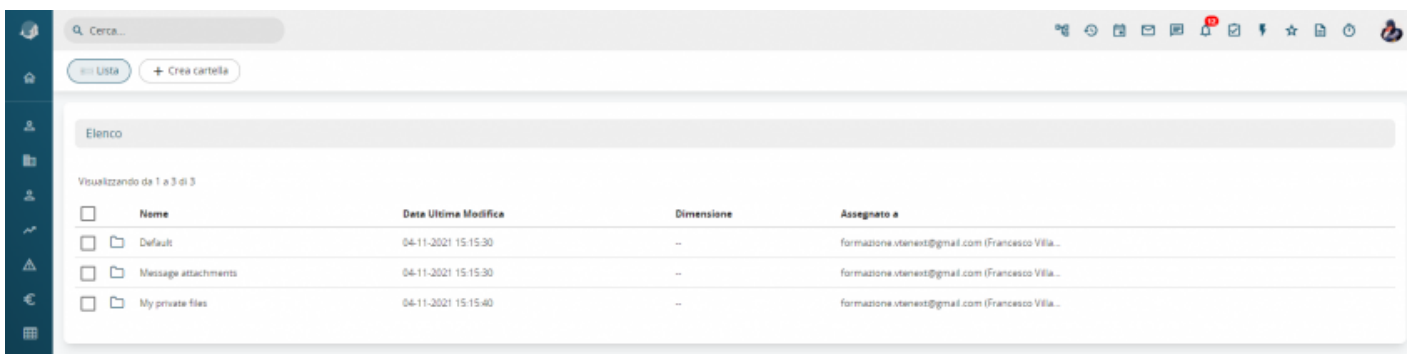 Cerca...
12
Lista + Crea cartella
Elenco
Visualizzando da 1 a 3 di 3
Nome Data Ultima Modifica Dimensione Assegnato a
Default 04-11-2021 15:15:30 -- formazione.vtenext@gmail.com (Francesco Villa...
Message attachments 04-11-2021 15:15:30 -- formazione.vtenext@gmail.com (Francesco Villa...
My private files 04-11-2021 15:15:40 -- formazione.vtenext@gmail.com (Francesco Villa...